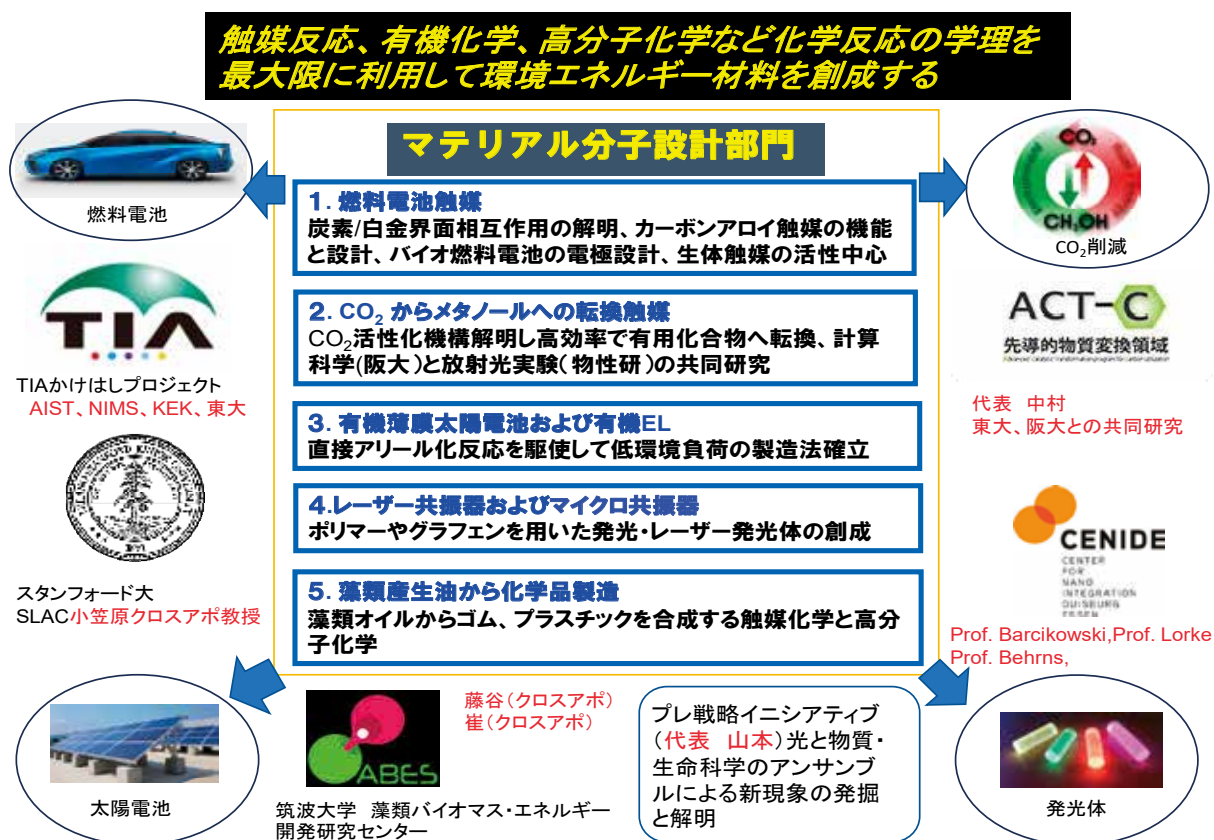 触媒反応、有機化学、高分子化学など化学反応の学理を
最大限に利用して環境エネルギー材料を創成する
マテリアル分子設計部門
燃料電池
1. 燃料電池触媒
炭素/白金界面相互作用の解明、カーボンアロイ触媒の機能
と設計、バイオ燃料電池の電極設計、生体触媒の活性中心
2. CO₂ からメタノールへの転換触媒
CO₂活性化機構解明し高効率で有用化合物へ転換、計算
科学(阪大)と放射光実験(物性研)の共同研究
3. 有機薄膜太陽電池および有機EL
直接アリール化反応を駆使して低環境負荷の製造法確立
4.レーザー共振器およびマイクロ共振器
ポリマーやグラフェンを用いた発光・レーザー発光体の創成
5. 藻類産生油から化学品製造
藻類オイルからゴム、プラスチックを合成する触媒化学と高分
子化学
CO₂
CH₃OH
CO₂削減
TIA
TIAかけはしプロジェクト
AIST、NIMS、KEK、東大
スタンフォード大
SLAC小笠原クロスアポ教授
ACT-C
先導的物質変換領域
代表 中村
東大、阪大との共同研究
CENIDE
CENTER
FOR
NANO
INTEGRATION
DUISBURG
ESSEN
Prof. Barcikowski,Prof. Lorke
Prof. Behrns,
太陽電池
ABES
藤谷(クロスアポ)
崔(クロスアポ)
筑波大学 藻類バイオマス・エネルギー
開発研究センター
プレ戦略イニシアティブ
(代表 山本)光と物質・
生命科学のアンサンブ
ルによる新現象の発掘
と解明
発光体